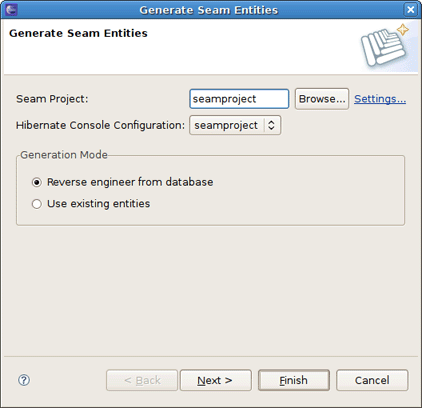 Generate Seam Entities
Generate Seam Entities
Seam Project: seamproject Browse... Settings...
Hibernate Console Configuration: seamproject
Generation Mode
Reverse engineer from database
Use existing entities
? < Back Next > Finish Cancel